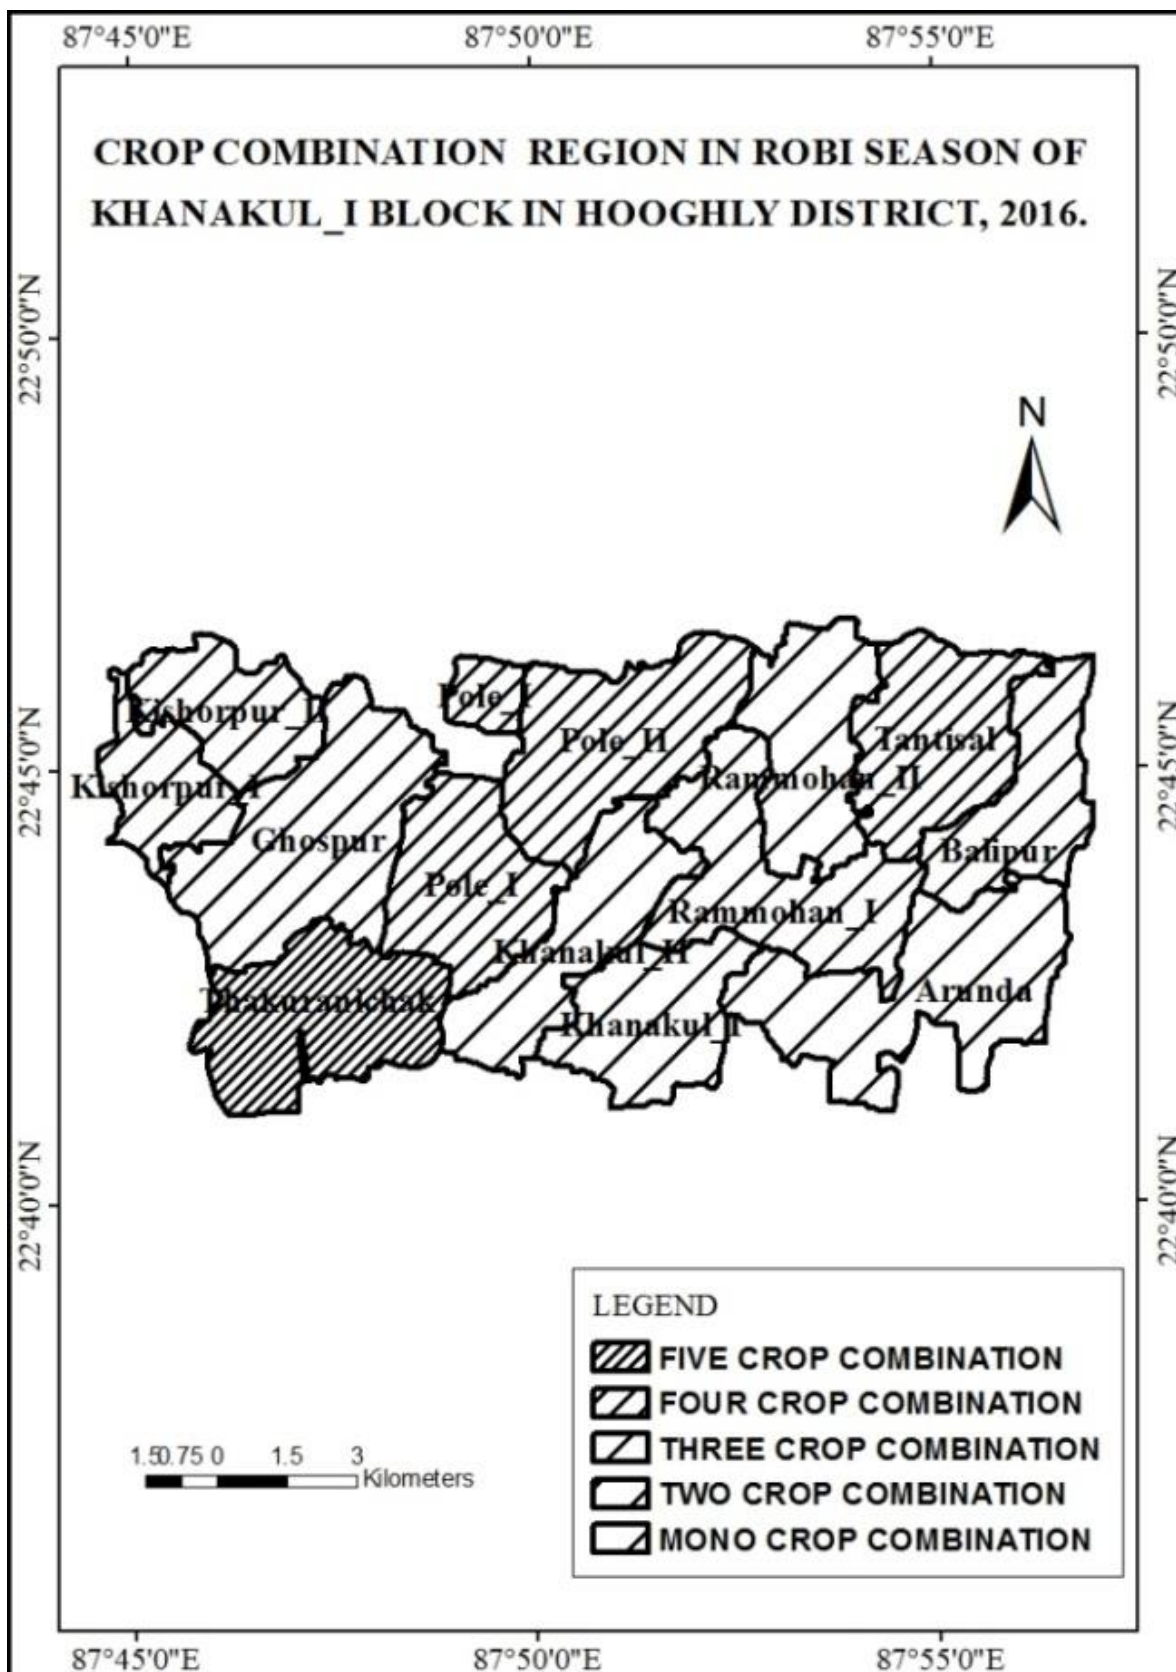 87°45'0"E 87°50'0"E 87°55'0"E
CROP COMBINATION REGION IN ROBI SEASON OF
KHANAKUL_I BLOCK IN HOOGHLY DISTRICT, 2016.
22°50'0"N
22°50'0"N
N
Pole_I
Kishorpur_II
Pole_II
Tantisal
22°45'0"N
22°45'0"N
Rammohan_II
Kishorpur_I
Ghospur
Balipur
Pole_I
Rammohan_I
Khanakul_II
Arunda
Thakuranichak
Khanakul_I
22°40'0"N
22°40'0"N
LEGEND
FIVE CROP COMBINATION
FOUR CROP COMBINATION
THREE CROP COMBINATION
TWO CROP COMBINATION
MONO CROP COMBINATION
1.50.75 0 1.5 3
Kilometers
87°45'0"E 87°50'0"E 87°55'0"E